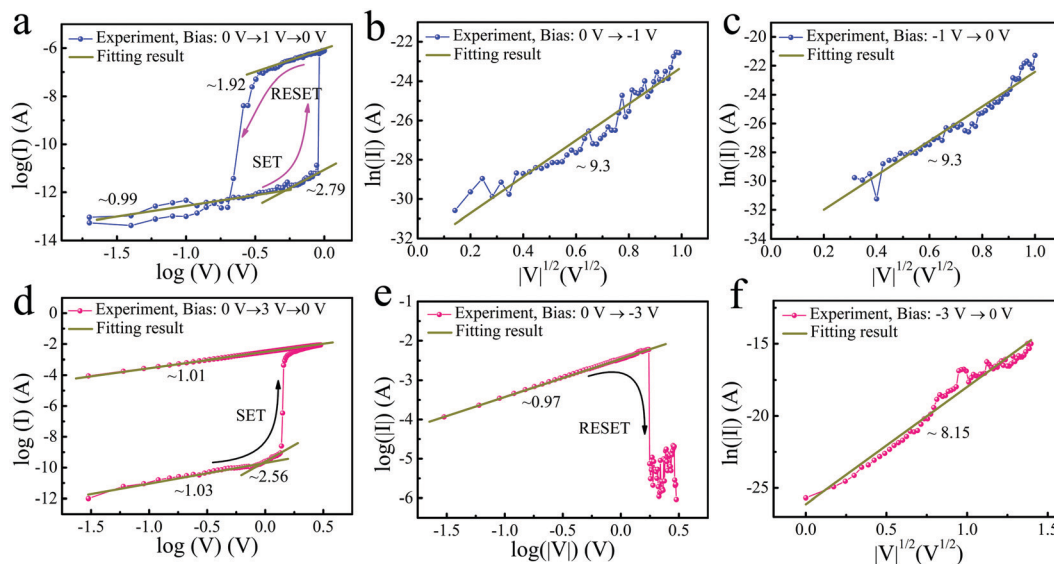 a
Experiment, Bias: 0 V→1 V→0 V
Fitting result
~1.92
RESET
SET
~0.99
~2.79
log(I) (A)
-6
-8
-10
-12
-14
-1.5 -1.0 -0.5 0.0
log (V) (V)
b
Experiment, Bias: 0 V → -1 V
Fitting result
~ 9.3
ln(|I|) (A)
-22
-24
-26
-28
-30
-32
0.0 0.2 0.4 0.6 0.8 1.0
|V|^1/2(V^1/2)
c
Experiment, Bias: -1 V → 0 V
Fitting result
~ 9.3
ln(|I|) (A)
-20
-22
-24
-26
-28
-30
-32
0.0 0.2 0.4 0.6 0.8 1.0
|V|^1/2(V^1/2)
d
Experiment, Bias: 0 V→3 V→0 V
Fitting result
~1.01
SET
~1.03
~2.56
log (I) (A)
0
-2
-4
-6
-8
-10
-12
-1.5 -1.0 -0.5 0.0 0.5
log (V) (V)
e
Experiment, Bias: 0 V → -3 V
Fitting result
~0.97
RESET
log(|I|) (A)
-1
-2
-3
-4
-5
-6
-1.5 -1.0 -0.5 0.0 0.5
log(|V|) (V)
f
Experiment, Bias: -3 V → 0 V
Fitting result
~ 8.15
ln(|I|) (A)
-15
-20
-25
0.0 0.5 1.0 1.5
|V|^1/2(V^1/2)